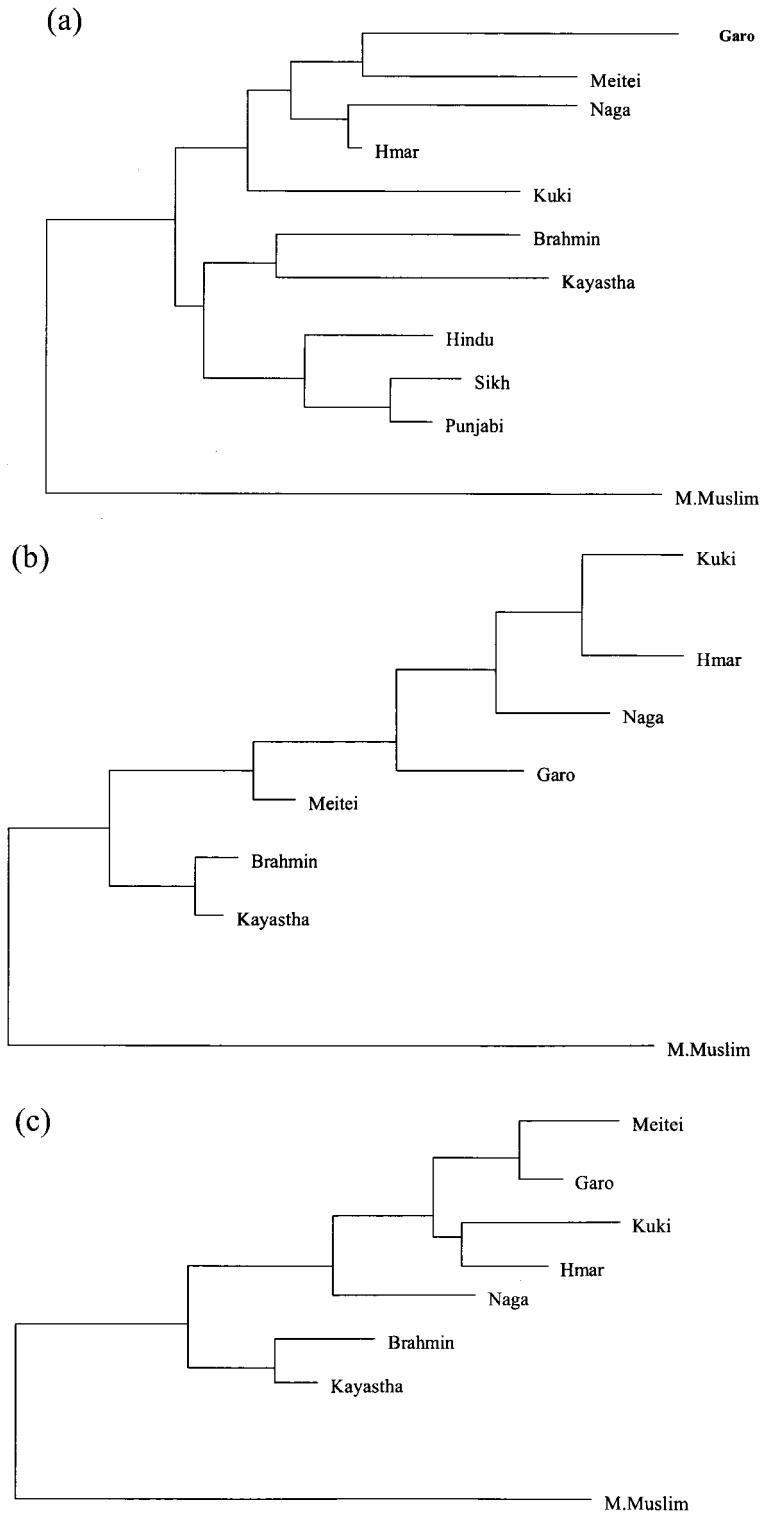 (a)
Garo
Meitei
Naga
Hmar
Kuki
Brahmin
Kayastha
Hindu
Sikh
Punjabi
M.Muslim
(b)
Kuki
Hmar
Naga
Garo
Meitei
Brahmin
Kayastha
M.Muslim
(c)
Meitei
Garo
Kuki
Hmar
Naga
Brahmin
Kayastha
M.Muslim